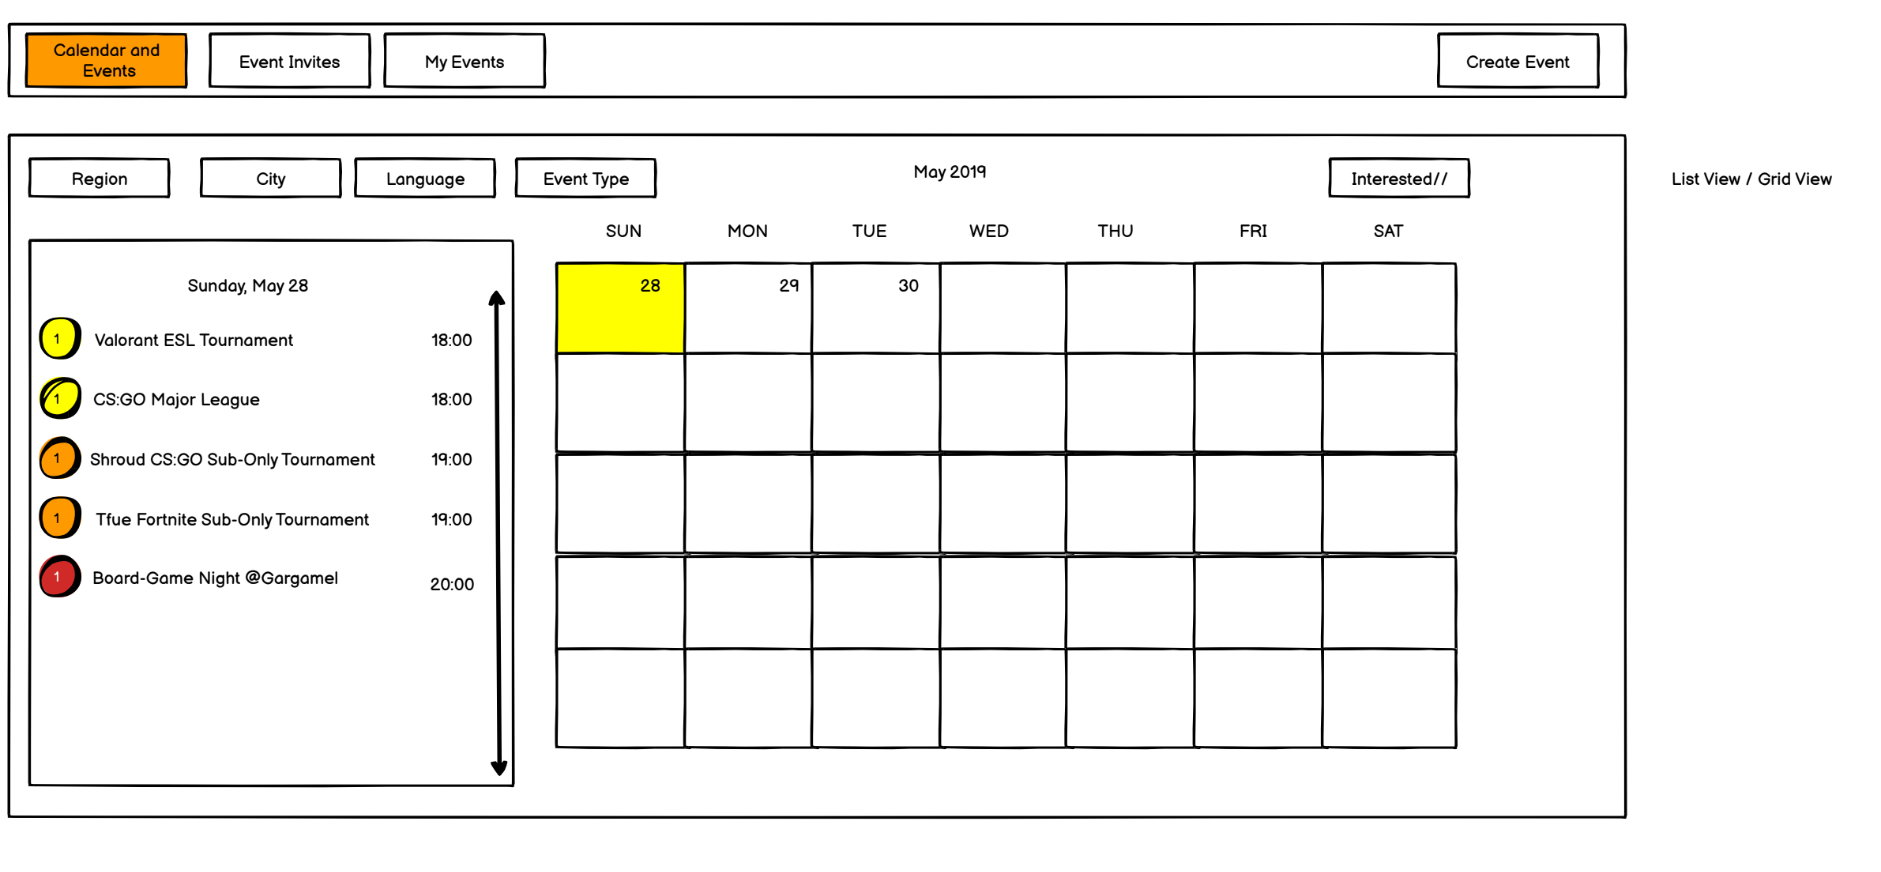 Calendar and
Events
Event Invites
My Events
Create Event
Region
City
Language
Event Type
May 2019
Interested//
List View / Grid View
SUN MON TUE WED THU FRI SAT
Sunday, May 28
28 29 30
1 Valorant ESL Tournament 18:00
1 CS:GO Major League 18:00
1 Shroud CS:GO Sub-Only Tournament 19:00
1 Tfue Fortnite Sub-Only Tournament 19:00
1 Board-Game Night @Gargamel 20:00